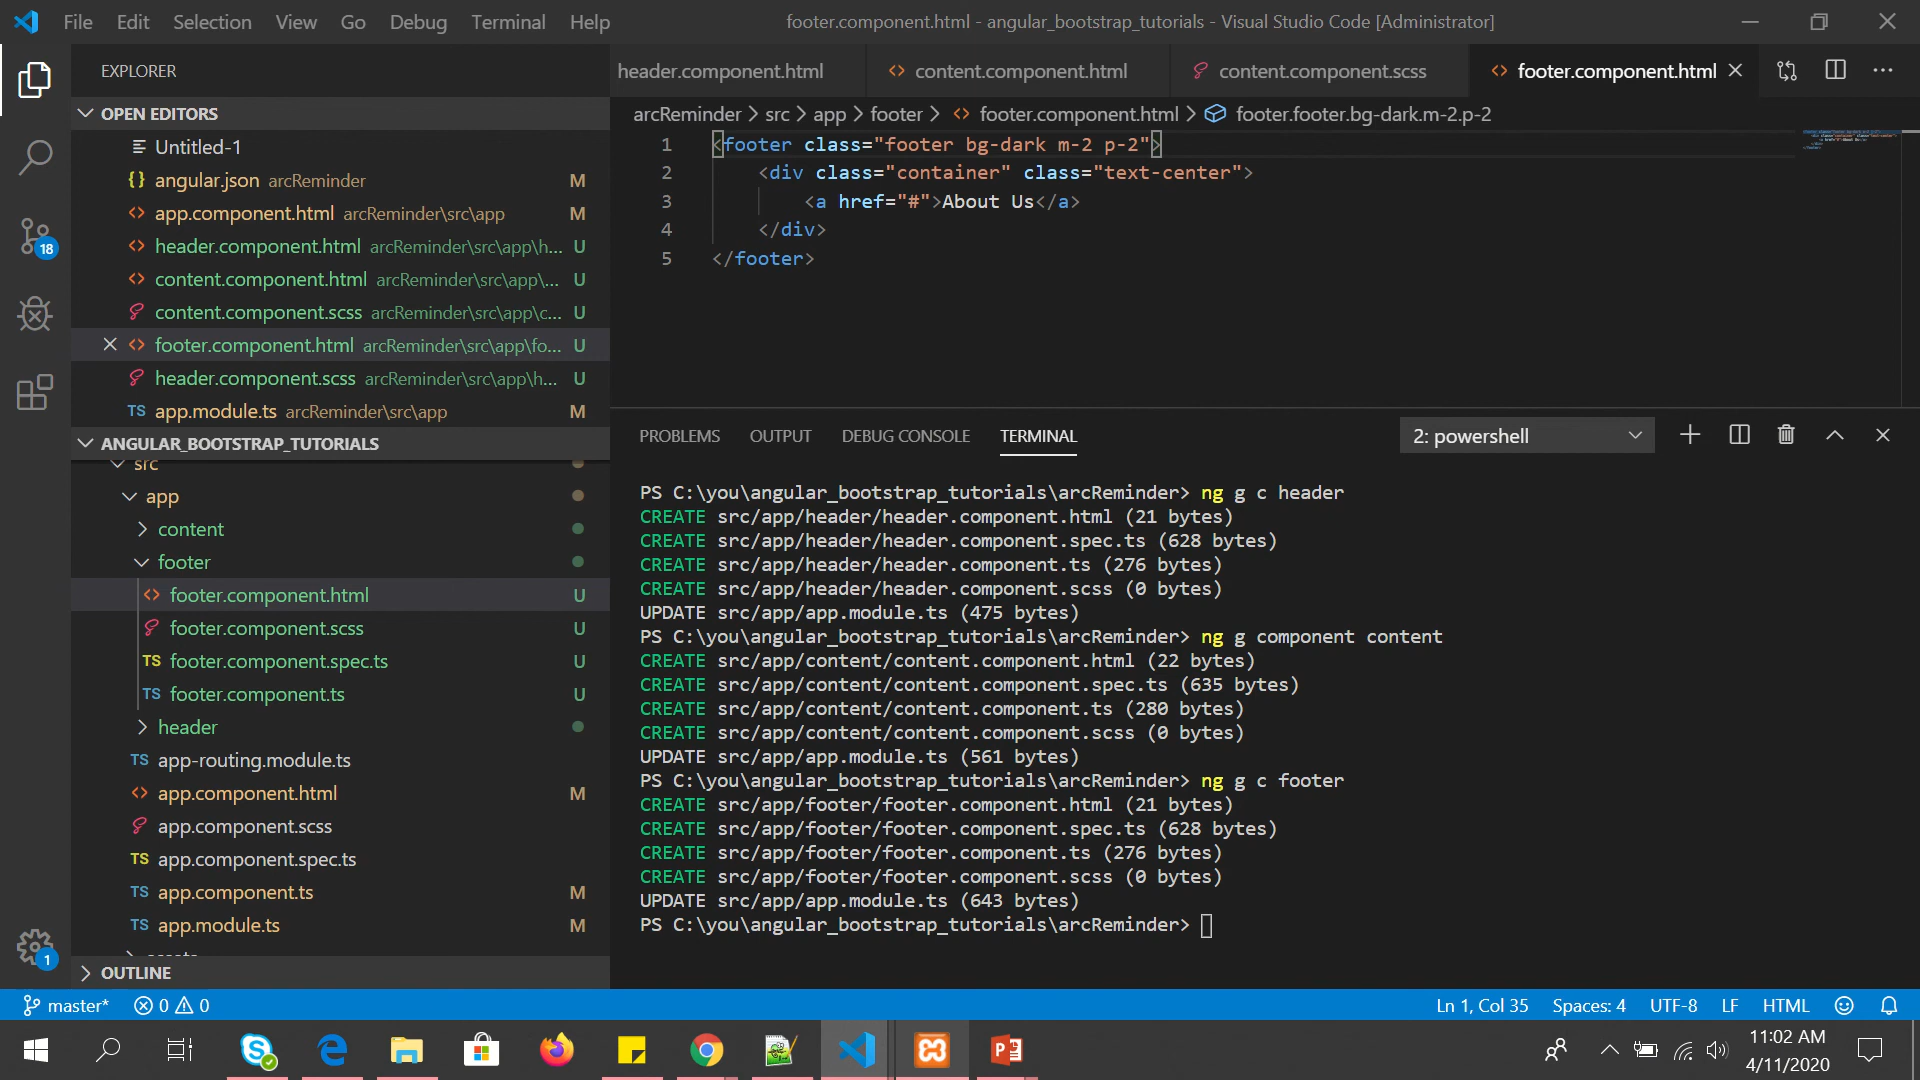 File Edit Selection View Go Debug Terminal Help
footer.component.html - angular_bootstrap_tutorials - Visual Studio Code [Administrator]
EXPLORER
OPEN EDITORS
Untitled-1
{} angular.json arcReminder M
<> app.component.html arcReminder\src\app M
<> header.component.html arcReminder\src\app\h... U
<> content.component.html arcReminder\src\app\... U
content.component.scss arcReminder\src\app\c... U
<> footer.component.html arcReminder\src\app\fo... U
header.component.scss arcReminder\src\app\h... U
TS app.module.ts arcReminder\src\app M
ANGULAR_BOOTSTRAP_TUTORIALS
src
app
content
footer
<> footer.component.html U
footer.component.scss U
TS footer.component.spec.ts U
TS footer.component.ts U
header
TS app-routing.module.ts
<> app.component.html M
app.component.scss
TS app.component.spec.ts
TS app.component.ts M
TS app.module.ts M
OUTLINE
18
1
header.component.html
<> content.component.html
content.component.scss
<> footer.component.html
arcReminder > src > app > footer > <> footer.component.html > footer.footer.bg-dark.m-2.p-2
1 <footer class="footer bg-dark m-2 p-2">
2 <div class="container" class="text-center">
3 <a href="#">About Us</a>
4 </div>
5 </footer>
PROBLEMS OUTPUT DEBUG CONSOLE TERMINAL
2: powershell
PS C:\you\angular_bootstrap_tutorials\arcReminder> ng g c header
CREATE src/app/header/header.component.html (21 bytes)
CREATE src/app/header/header.component.spec.ts (628 bytes)
CREATE src/app/header/header.component.ts (276 bytes)
CREATE src/app/header/header.component.scss (0 bytes)
UPDATE src/app/app.module.ts (475 bytes)
PS C:\you\angular_bootstrap_tutorials\arcReminder> ng g component content
CREATE src/app/content/content.component.html (22 bytes)
CREATE src/app/content/content.component.spec.ts (635 bytes)
CREATE src/app/content/content.component.ts (280 bytes)
CREATE src/app/content/content.component.scss (0 bytes)
UPDATE src/app/app.module.ts (561 bytes)
PS C:\you\angular_bootstrap_tutorials\arcReminder> ng g c footer
CREATE src/app/footer/footer.component.html (21 bytes)
CREATE src/app/footer/footer.component.spec.ts (628 bytes)
CREATE src/app/footer/footer.component.ts (276 bytes)
CREATE src/app/footer/footer.component.scss (0 bytes)
UPDATE src/app/app.module.ts (643 bytes)
PS C:\you\angular_bootstrap_tutorials\arcReminder>
master* 0 0
Ln 1, Col 35 Spaces: 4 UTF-8 LF HTML
11:02 AM
4/11/2020